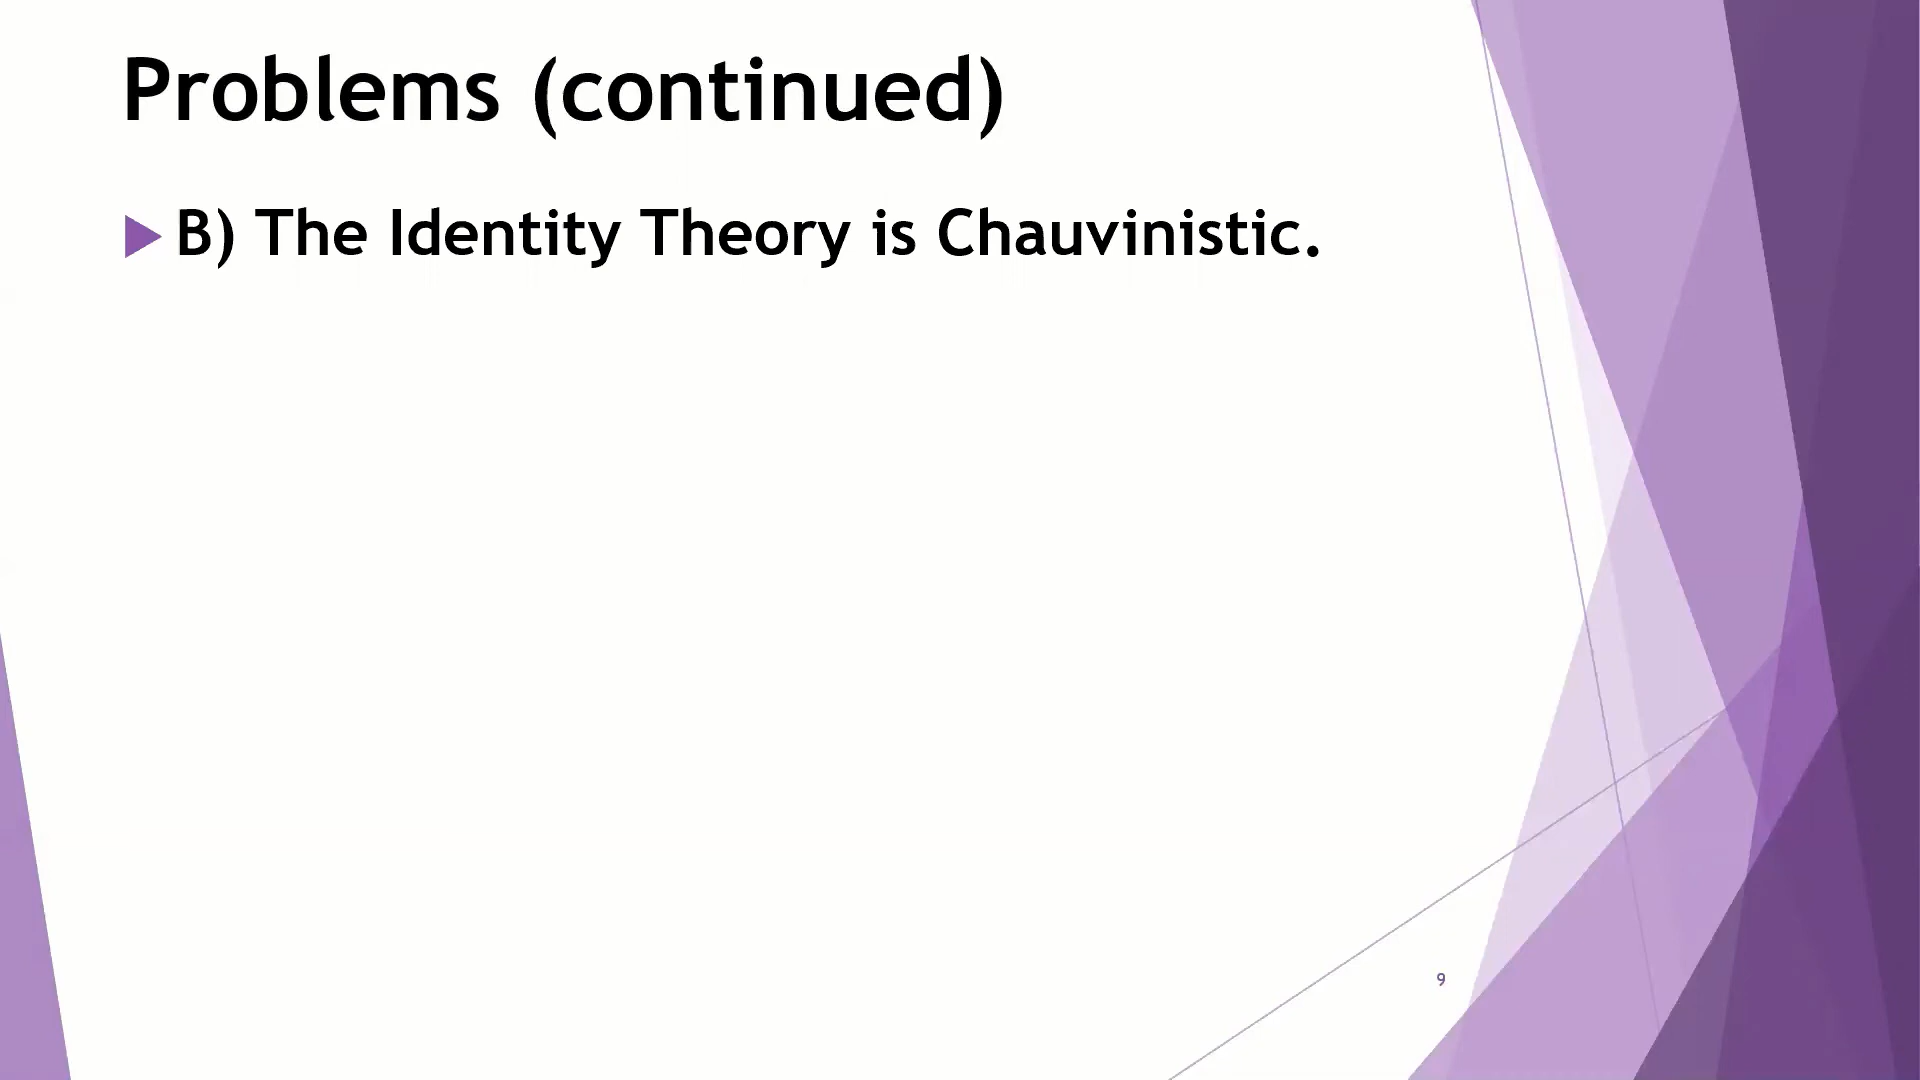 Problems (continued)
B) The Identity Theory is Chauvinistic.
9